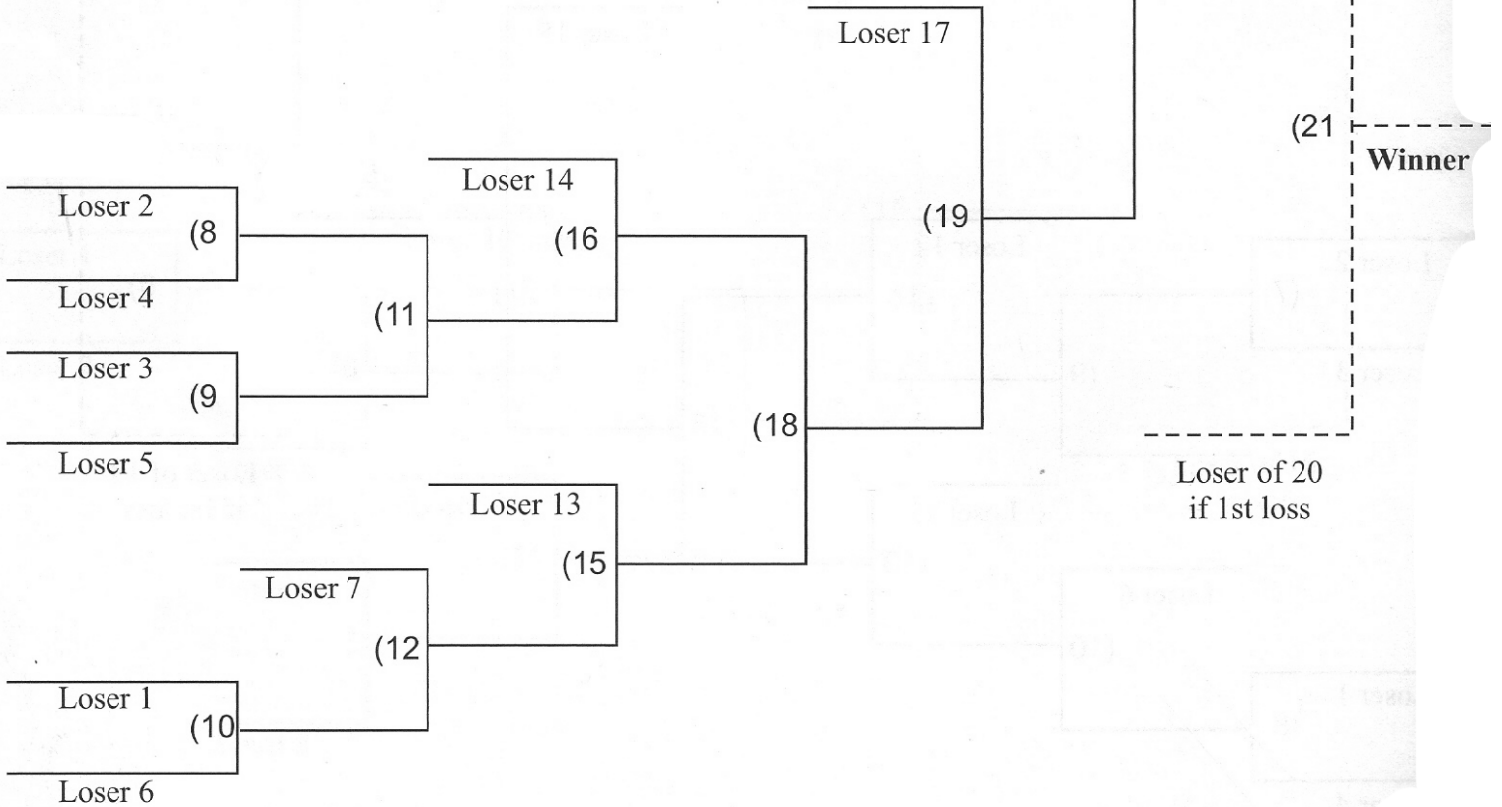 Loser 17
(21
Winner
Loser 14
Loser 2
(8
(16
(19
Loser 4
(11
Loser 3
(9
(18
Loser 5
Loser of 20
if 1st loss
Loser 13
(15
Loser 7
(12
Loser 1
(10
Loser 6